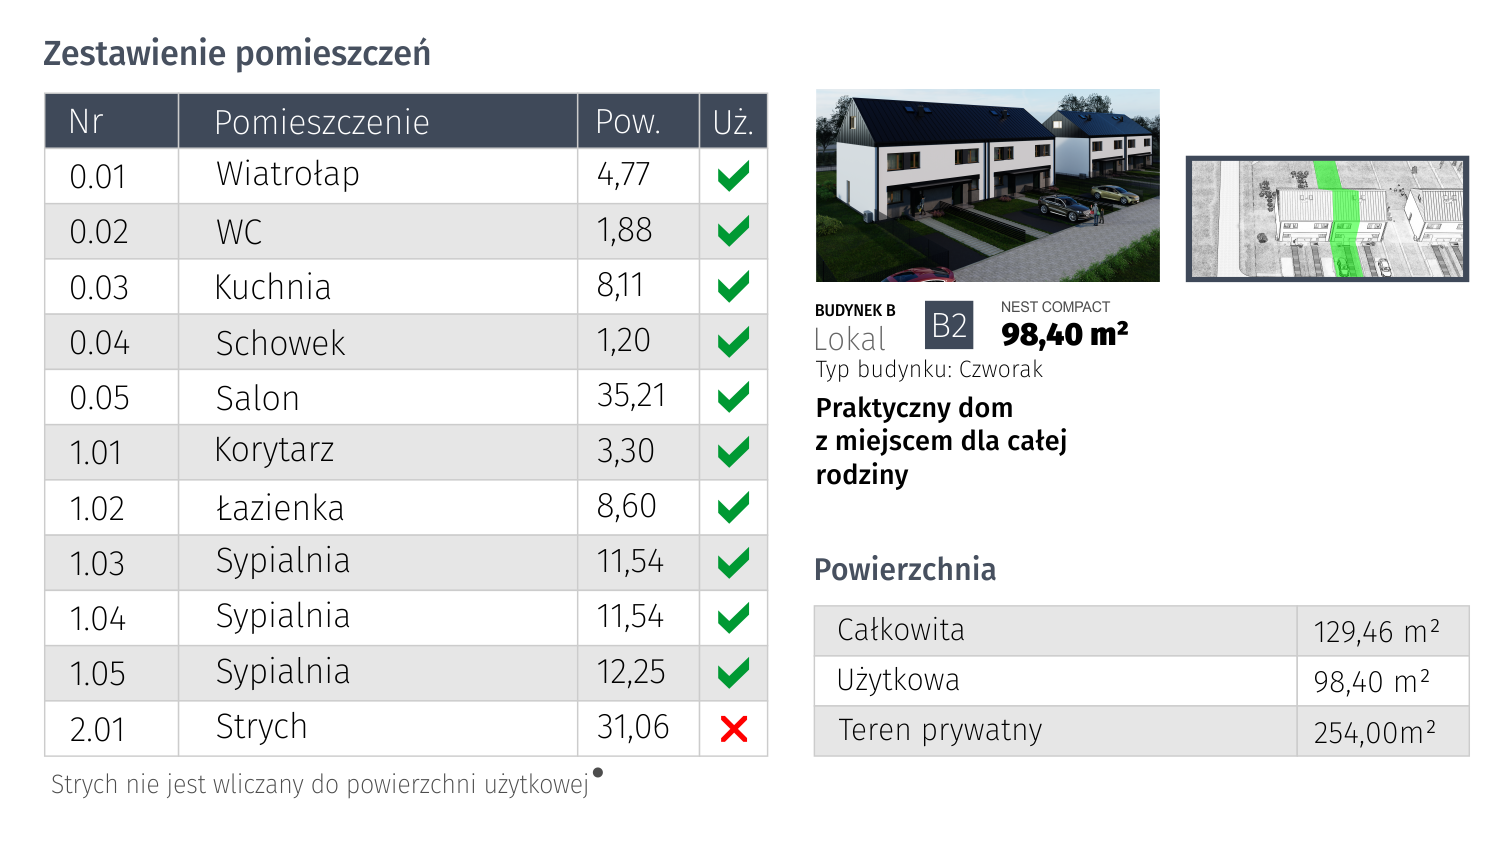 Zestawienie pomieszczeń
Nr Pomieszczenie Pow. Uż.
0.01 Wiatrołap 4,77
0.02 WC 1,88
0.03 Kuchnia 8,11
0.04 Schowek 1,20
0.05 Salon 35,21
1.01 Korytarz 3,30
1.02 Łazienka 8,60
1.03 Sypialnia 11,54
1.04 Sypialnia 11,54
1.05 Sypialnia 12,25
2.01 Strych 31,06
Strych nie jest wliczany do powierzchni użytkowej
BUDYNEK B
Lokal
B2
NEST COMPACT
98,40 m²
Typ budynku: Czworak
Praktyczny dom
z miejscem dla całej
rodziny
Powierzchnia
Całkowita 129,46 m²
Użytkowa 98,40 m²
Teren prywatny 254,00m²